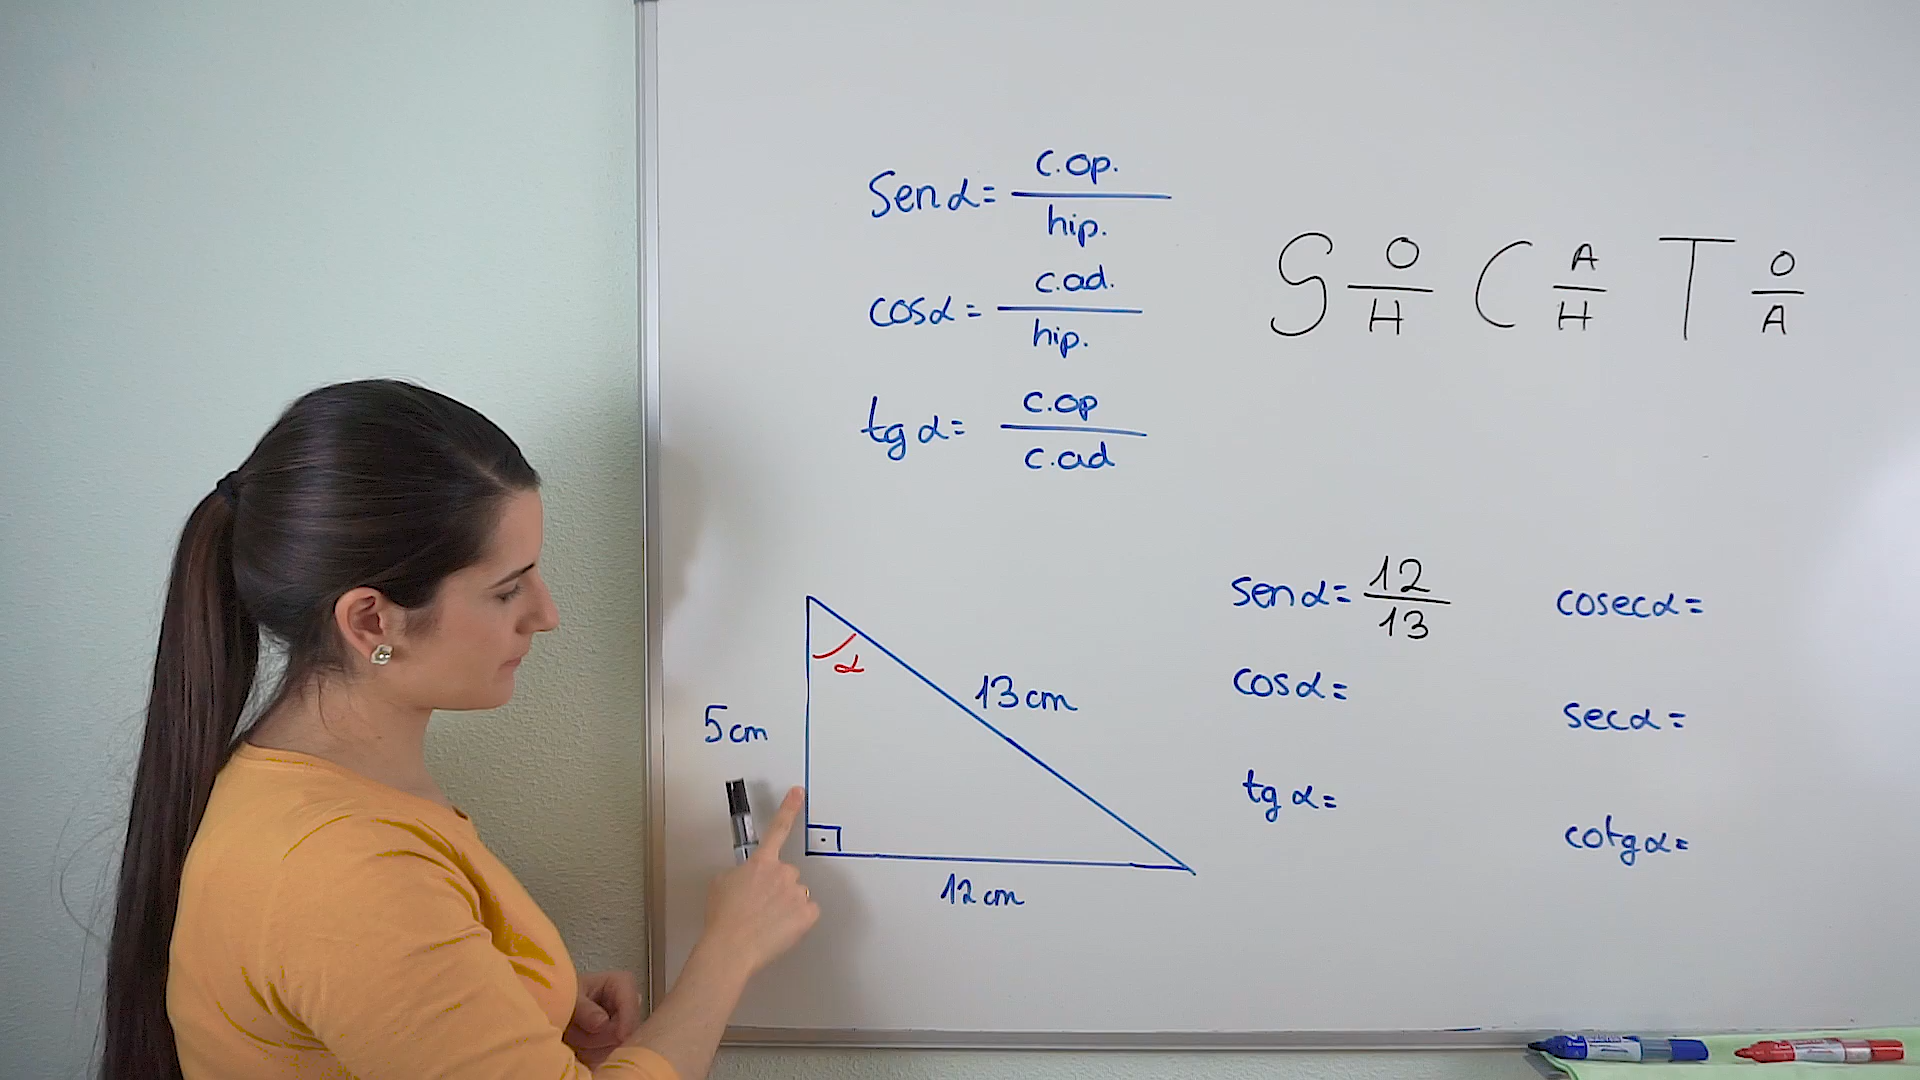 Sen α = c.op. / hip.
cos α = c.ad. / hip.
tg α = c.op / c.ad
S O/H C A/H T O/A
α
5 cm
13 cm
12 cm
sen α = 12/13
cos α =
tg α =
cosec α =
sec α =
cotg α =